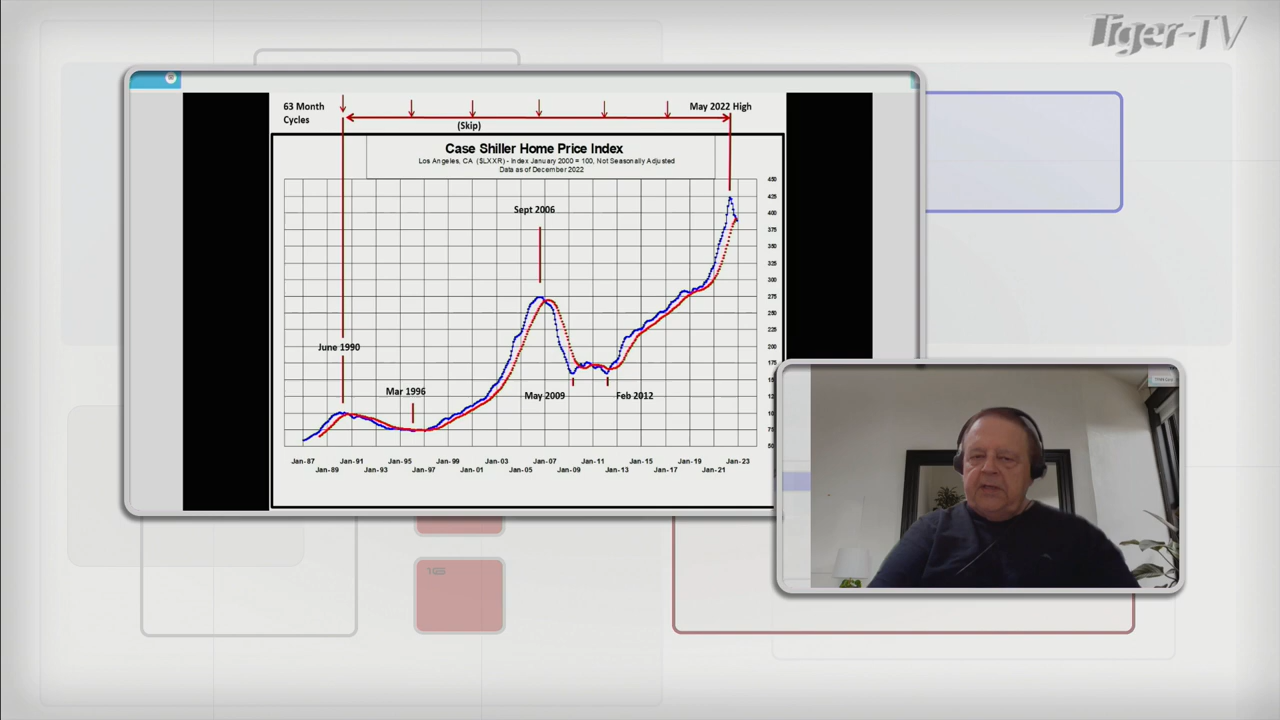 Tiger-TV
63 Month
Cycles
(Skip)
May 2022 High
Case Shiller Home Price Index
Los Angeles, CA ($LXXR) - Index January 2000 = 100, Not Seasonally Adjusted
Data as of December 2022
450
425
400
375
350
325
300
275
250
225
200
175
150
100
75
50
Sept 2006
June 1990
Mar 1996
May 2009
Feb 2012
Jan-87
Jan-89
Jan-91
Jan-93
Jan-95
Jan-97
Jan-99
Jan-01
Jan-03
Jan-05
Jan-07
Jan-09
Jan-11
Jan-13
Jan-15
Jan-17
Jan-19
Jan-21
Jan-23